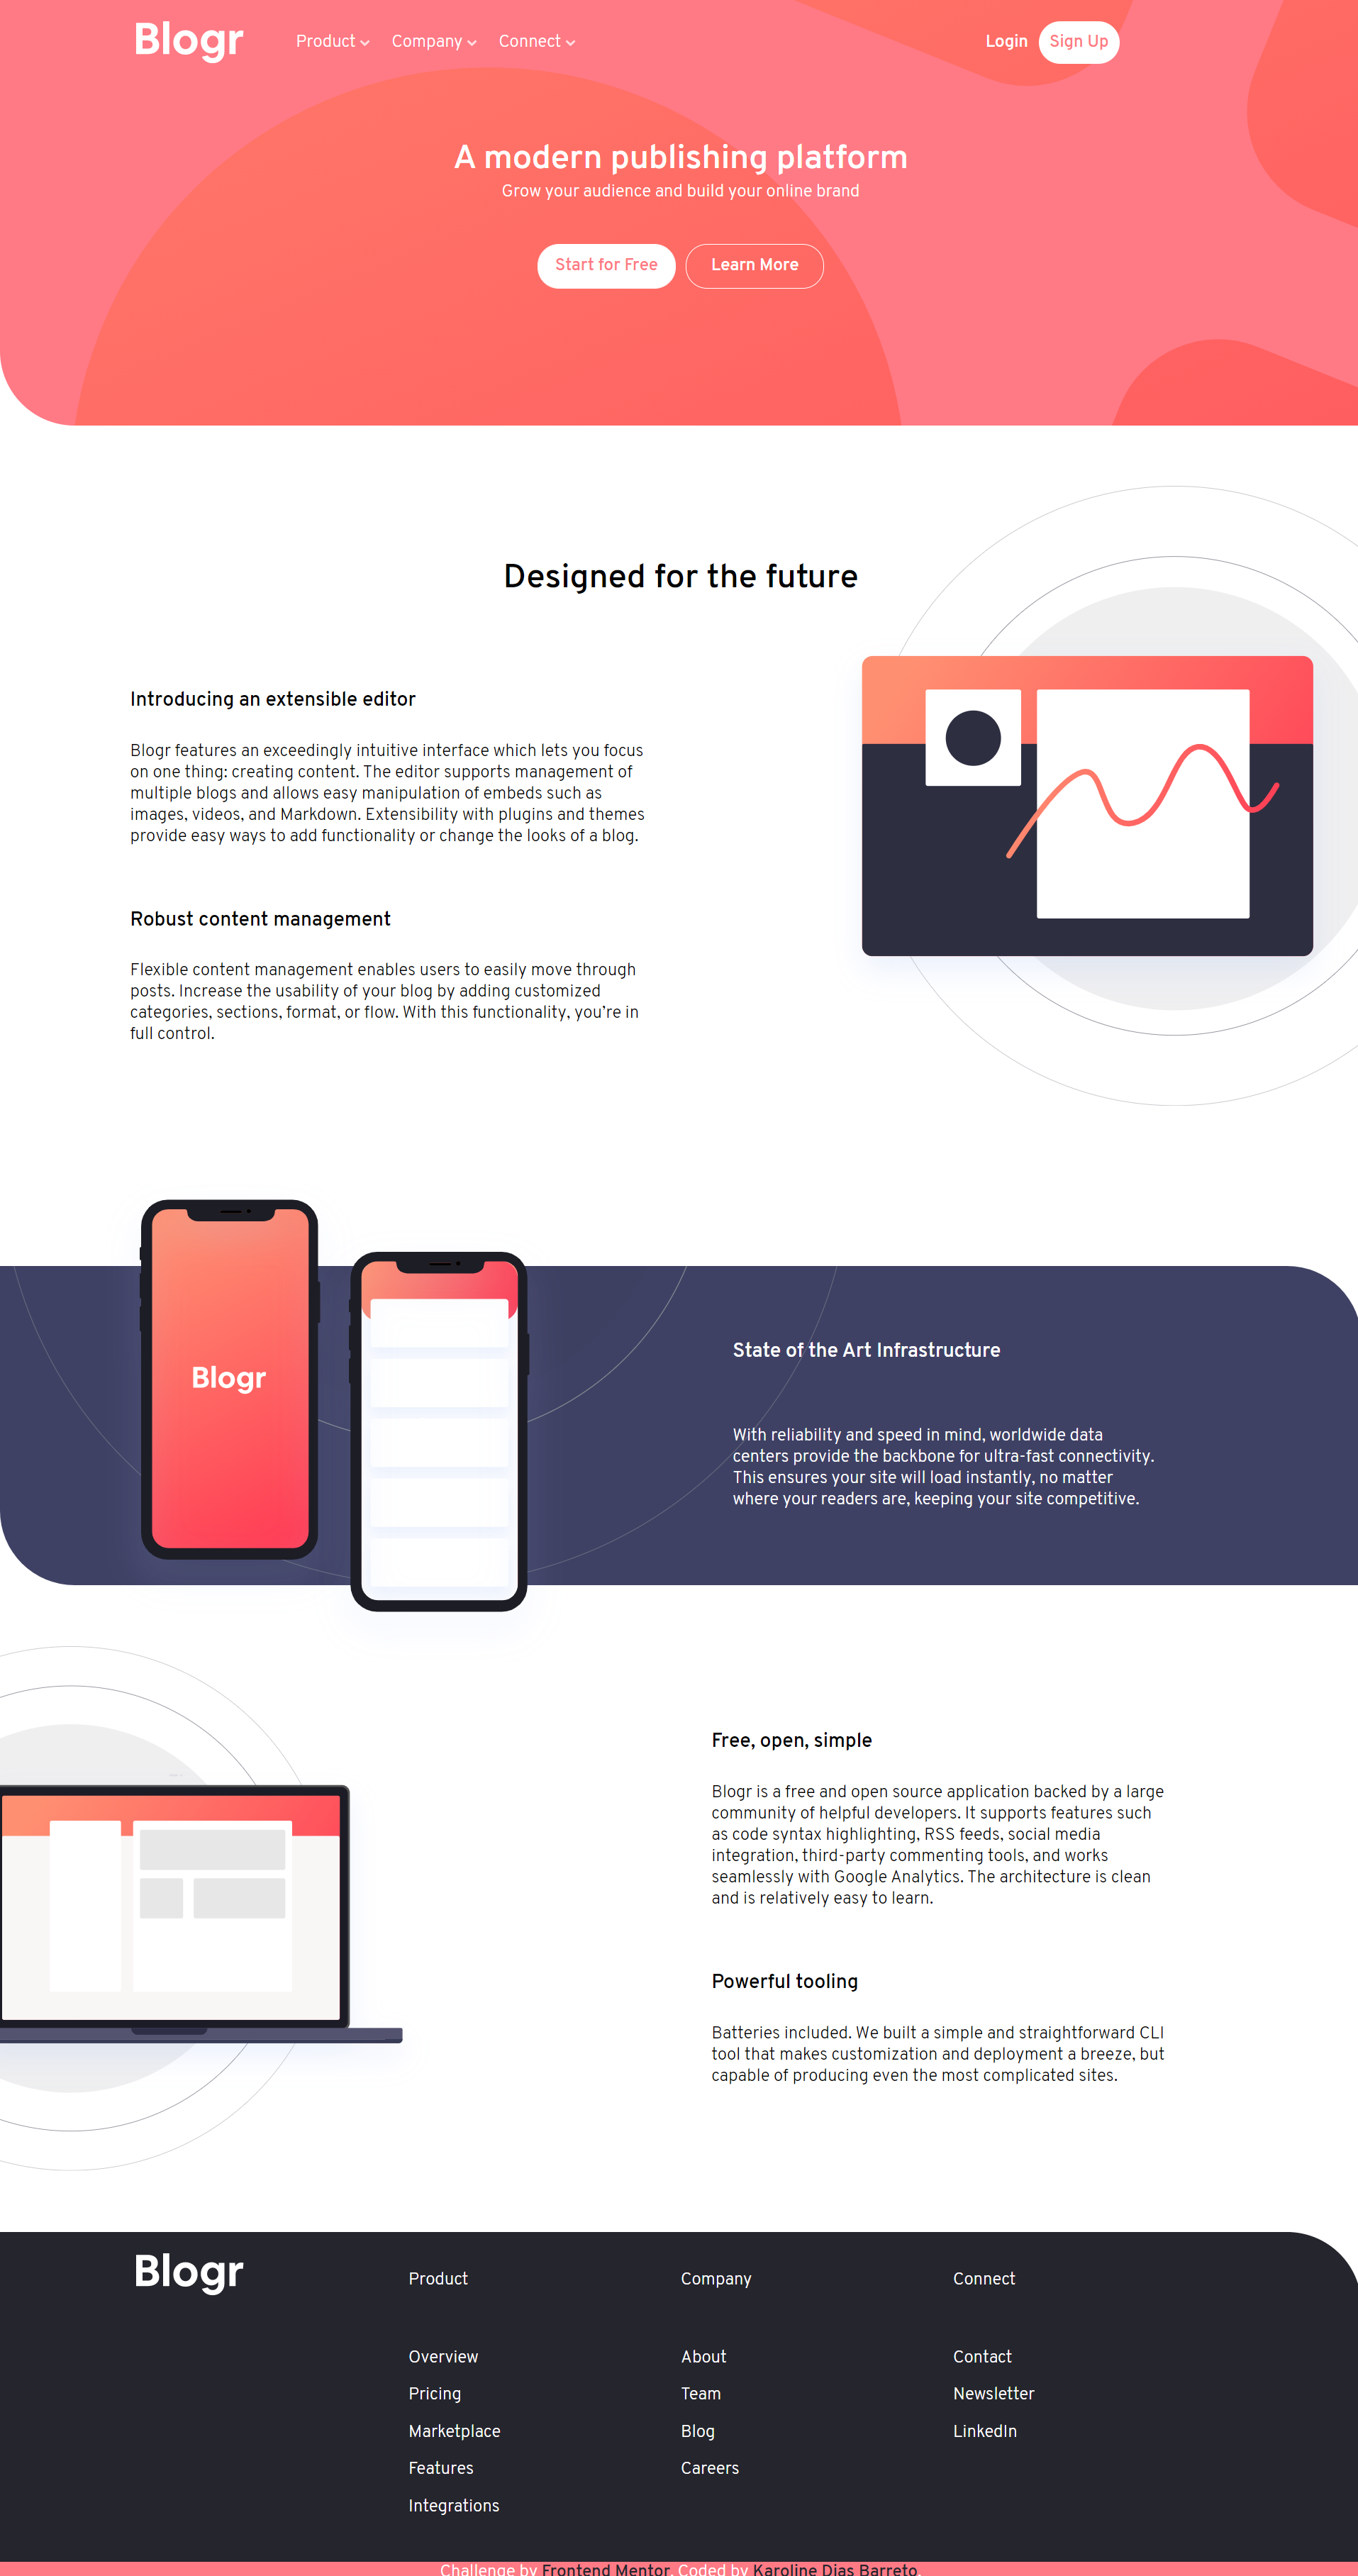 Blogr
Product
Company
Connect
Login
Sign Up
A modern publishing platform
Grow your audience and build your online brand
Start for Free
Learn More
Designed for the future
Introducing an extensible editor
Blogr features an exceedingly intuitive interface which lets you focus
on one thing: creating content. The editor supports management of
multiple blogs and allows easy manipulation of embeds such as
images, videos, and Markdown. Extensibility with plugins and themes
provide easy ways to add functionality or change the looks of a blog.
Robust content management
Flexible content management enables users to easily move through
posts. Increase the usability of your blog by adding customized
categories, sections, format, or flow. With this functionality, you’re in
full control.
Blogr
State of the Art Infrastructure
With reliability and speed in mind, worldwide data
centers provide the backbone for ultra-fast connectivity.
This ensures your site will load instantly, no matter
where your readers are, keeping your site competitive.
Free, open, simple
Blogr is a free and open source application backed by a large
community of helpful developers. It supports features such
as code syntax highlighting, RSS feeds, social media
integration, third-party commenting tools, and works
seamlessly with Google Analytics. The architecture is clean
and is relatively easy to learn.
Powerful tooling
Batteries included. We built a simple and straightforward CLI
tool that makes customization and deployment a breeze, but
capable of producing even the most complicated sites.
Blogr
Product
Overview
Pricing
Marketplace
Features
Integrations
Company
About
Team
Blog
Careers
Connect
Contact
Newsletter
LinkedIn
Challenge by Frontend Mentor. Coded by Karoline Dias Barreto.